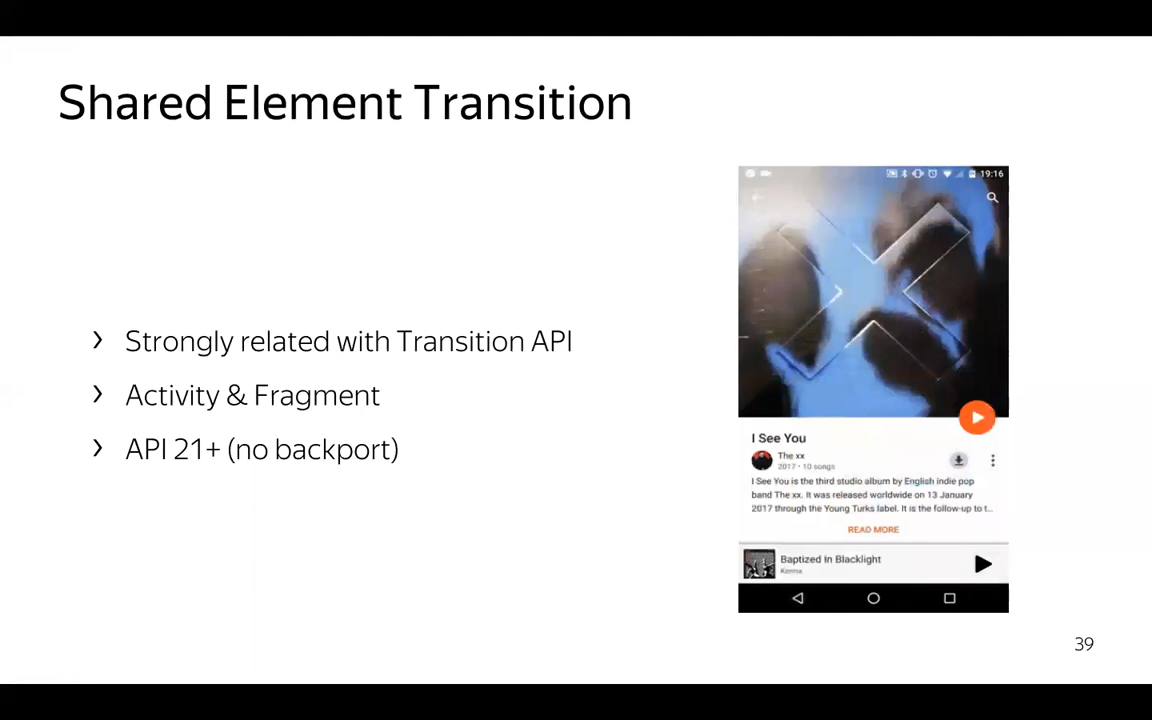 Shared Element Transition
› Strongly related with Transition API
› Activity & Fragment
› API 21+ (no backport)
19:16
I See You
The xx
2017 • 10 songs
I See You is the third studio album by English indie pop
band The xx. It was released worldwide on 13 January
2017 through the Young Turks label. It is the follow-up to t...
READ MORE
Baptized In Blacklight
39